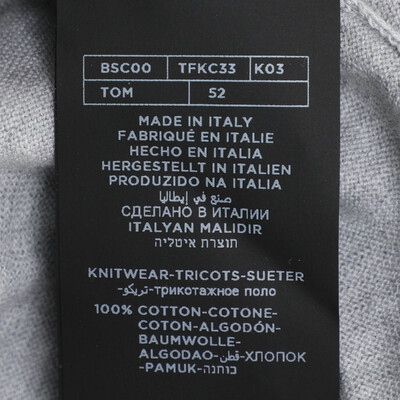 BSC00 TFKC33 K03
TOM 52
MADE IN ITALY
FABRIQUÉ EN ITALIE
HECHO EN ITALIA
HERGESTELLT IN ITALIEN
PRODUZIDO NA ITALIA
صنع في إيطاليا
СДЕЛАНО В ИТАЛИИ
ITALYAN MALIDIR
תוצרת איטליה
KNITWEAR-TRICOTS-SUETER
-трикотажное поло-تريكو-
100% COTTON-COTONE-
COTON-ALGODÓN-
BAUMWOLLE-
ALGODAO-قطن-ХЛОПОК
-PAMUK-כותנה